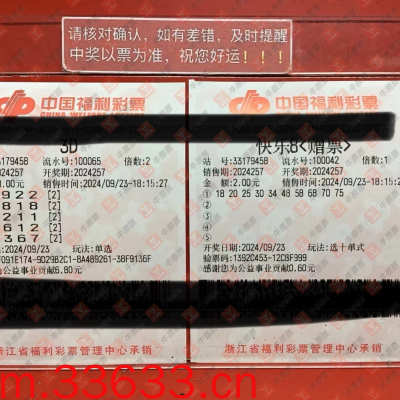 请核对确认，如有差错，及时提醒
中奖以票为准，祝您好运！！！
中国福利彩票
3D
33179458 流水号:100065 倍数:2
24257 开奖期:2024257
2.00元 销售时间:2024/09/23-18:15:27
922 [2]
818 [2]
211 [2]
612 [2]
367 [2]
:2024/09/23 玩法:单选
为公益事业贡献6.80元
浙江省福利彩票管理中心承销
中国福利彩票
快乐8<赠票>
站 号:33179458 流水号:100042 倍数:1
销售期:2024257 开奖期:2024257
金 额:2.00元 销售时间:2024/09/23-18:15:21
① 18 20 25 30 34 48 58 68 70 75
②
③
④
⑤
开奖日期:2024/09/23 玩法:选十单式
验票码:13920453-12C8F999
感谢您为公益事业贡献0.60元
浙江省福利彩票管理中心承销
m.33633.cn